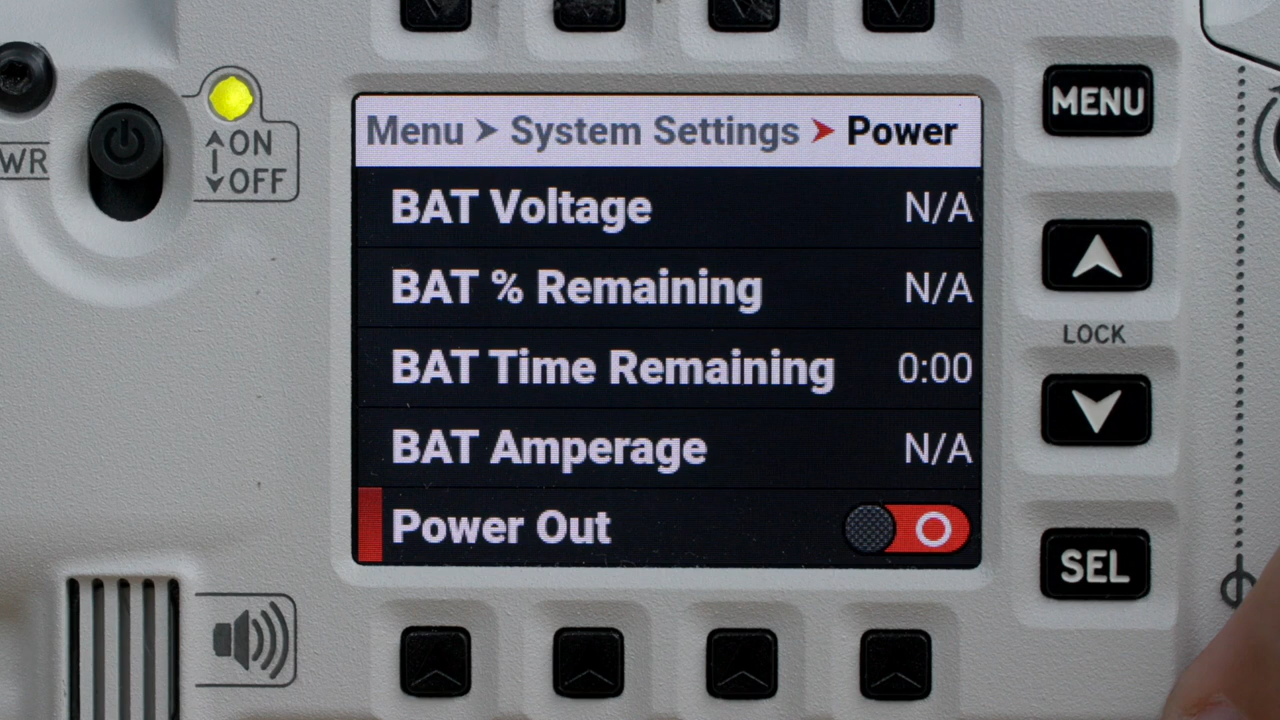 MENU
WR
ON
OFF
Menu > System Settings > Power
BAT Voltage N/A
BAT % Remaining N/A
BAT Time Remaining 0:00
BAT Amperage N/A
Power Out
LOCK
SEL